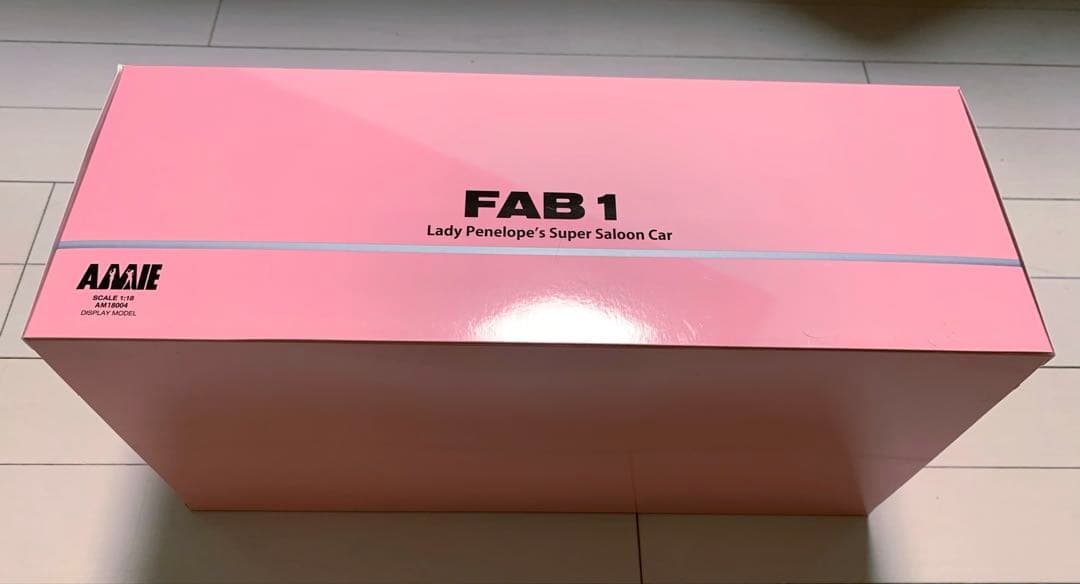 FAB 1
Lady Penelope's Super Saloon Car
AMIE
SCALE 1:18
AM18004
DISPLAY MODEL